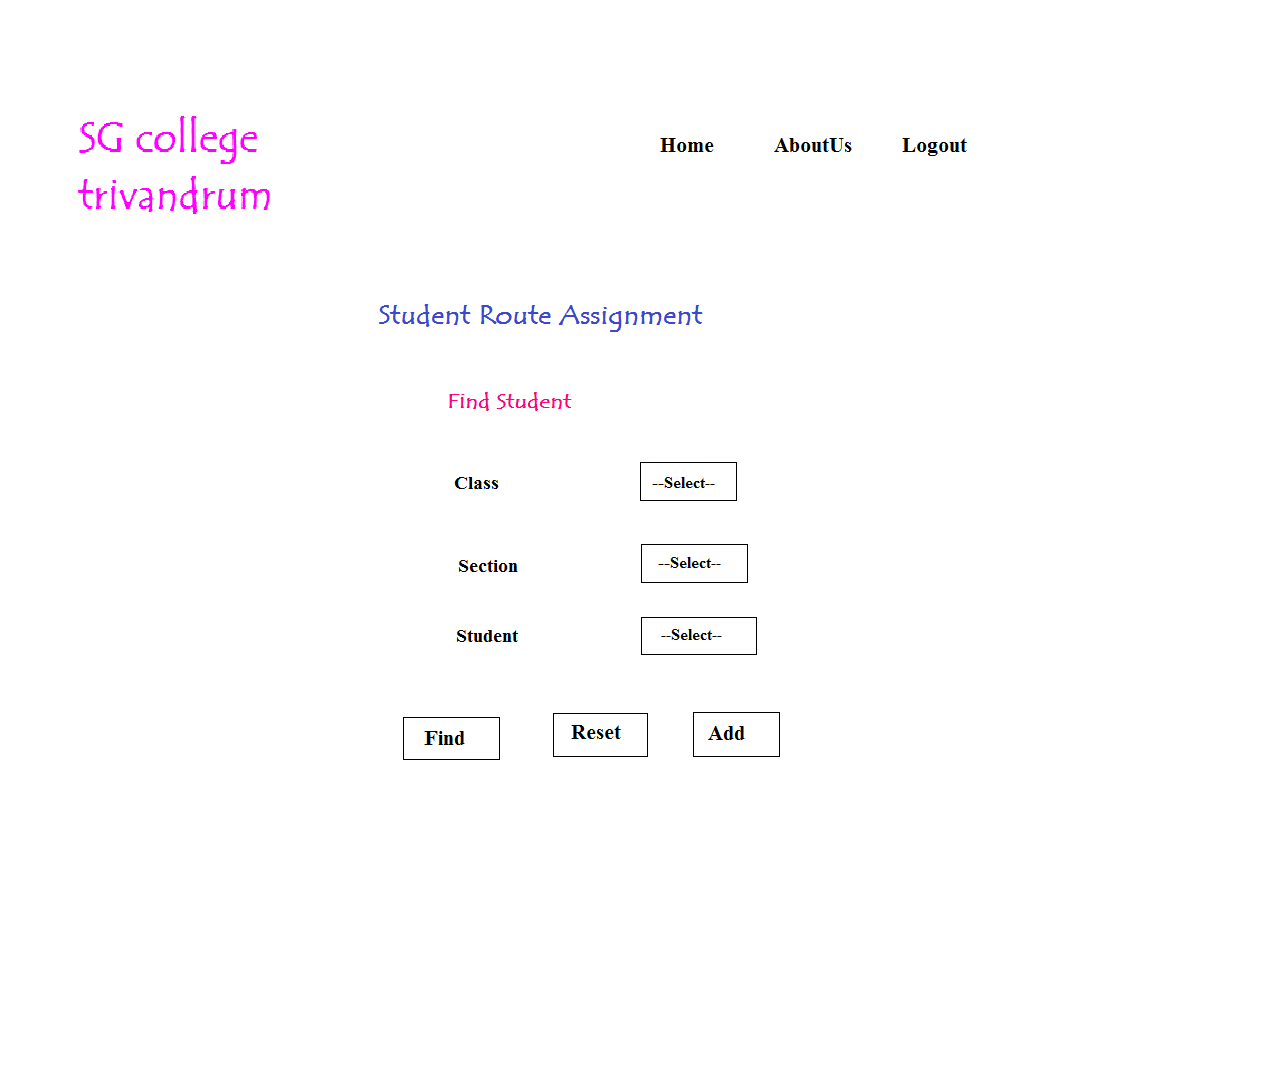 SG college
trivandrum
Home AboutUs Logout
Student Route Assignment
Find Student
Class --Select--
Section --Select--
Student --Select--
Find Reset Add